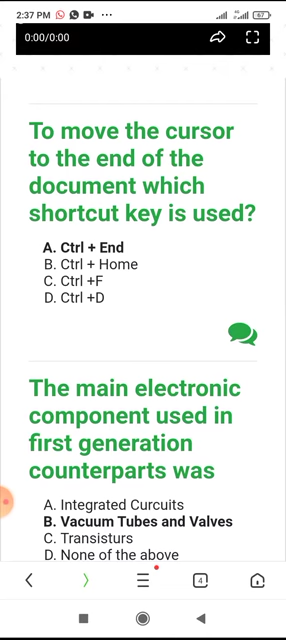 2:37 PM
4G
67
0:00/0:00
To move the cursor
to the end of the
document which
shortcut key is used?
A. Ctrl + End
B. Ctrl + Home
C. Ctrl +F
D. Ctrl +D
The main electronic
component used in
first generation
counterparts was
A. Integrated Curcuits
B. Vacuum Tubes and Valves
C. Transisturs
D. None of the above
4